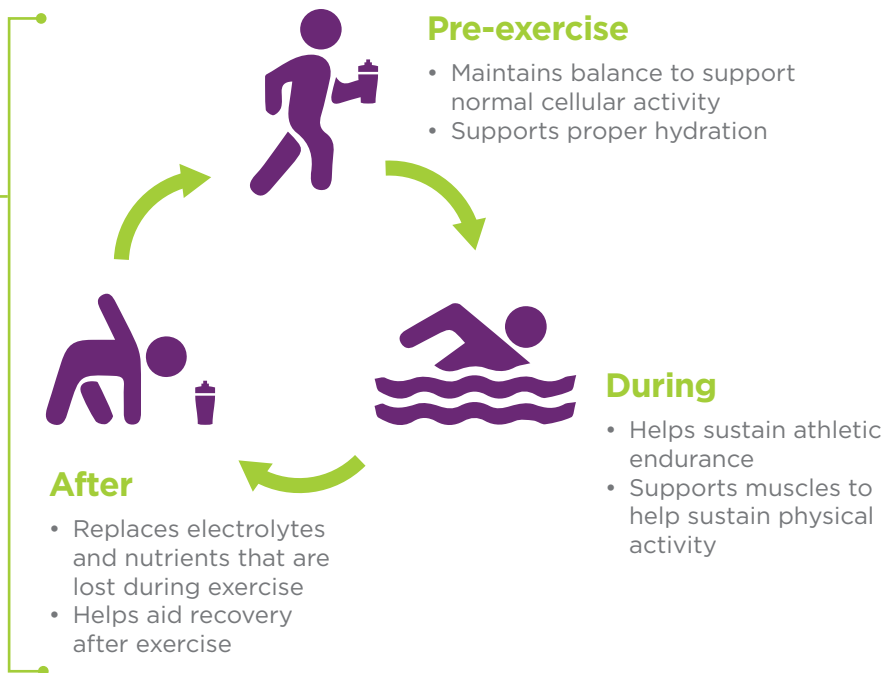 Pre-exercise
• Maintains balance to support
normal cellular activity
• Supports proper hydration
During
• Helps sustain athletic
endurance
• Supports muscles to
help sustain physical
activity
After
• Replaces electrolytes
and nutrients that are
lost during exercise
• Helps aid recovery
after exercise